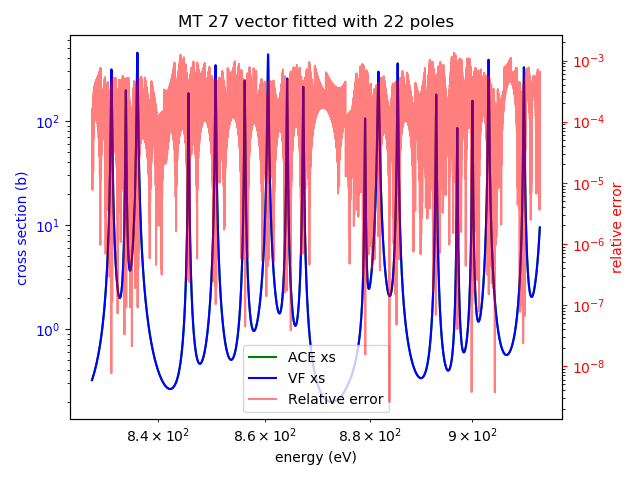 MT 27 vector fitted with 22 poles
cross section (b)
10²
10¹
10⁰
10⁻³
10⁻⁴
10⁻⁵
10⁻⁶
10⁻⁷
10⁻⁸
relative error
ACE xs
VF xs
Relative error
8.4 × 10² 8.6 × 10² 8.8 × 10² 9 × 10²
energy (eV)